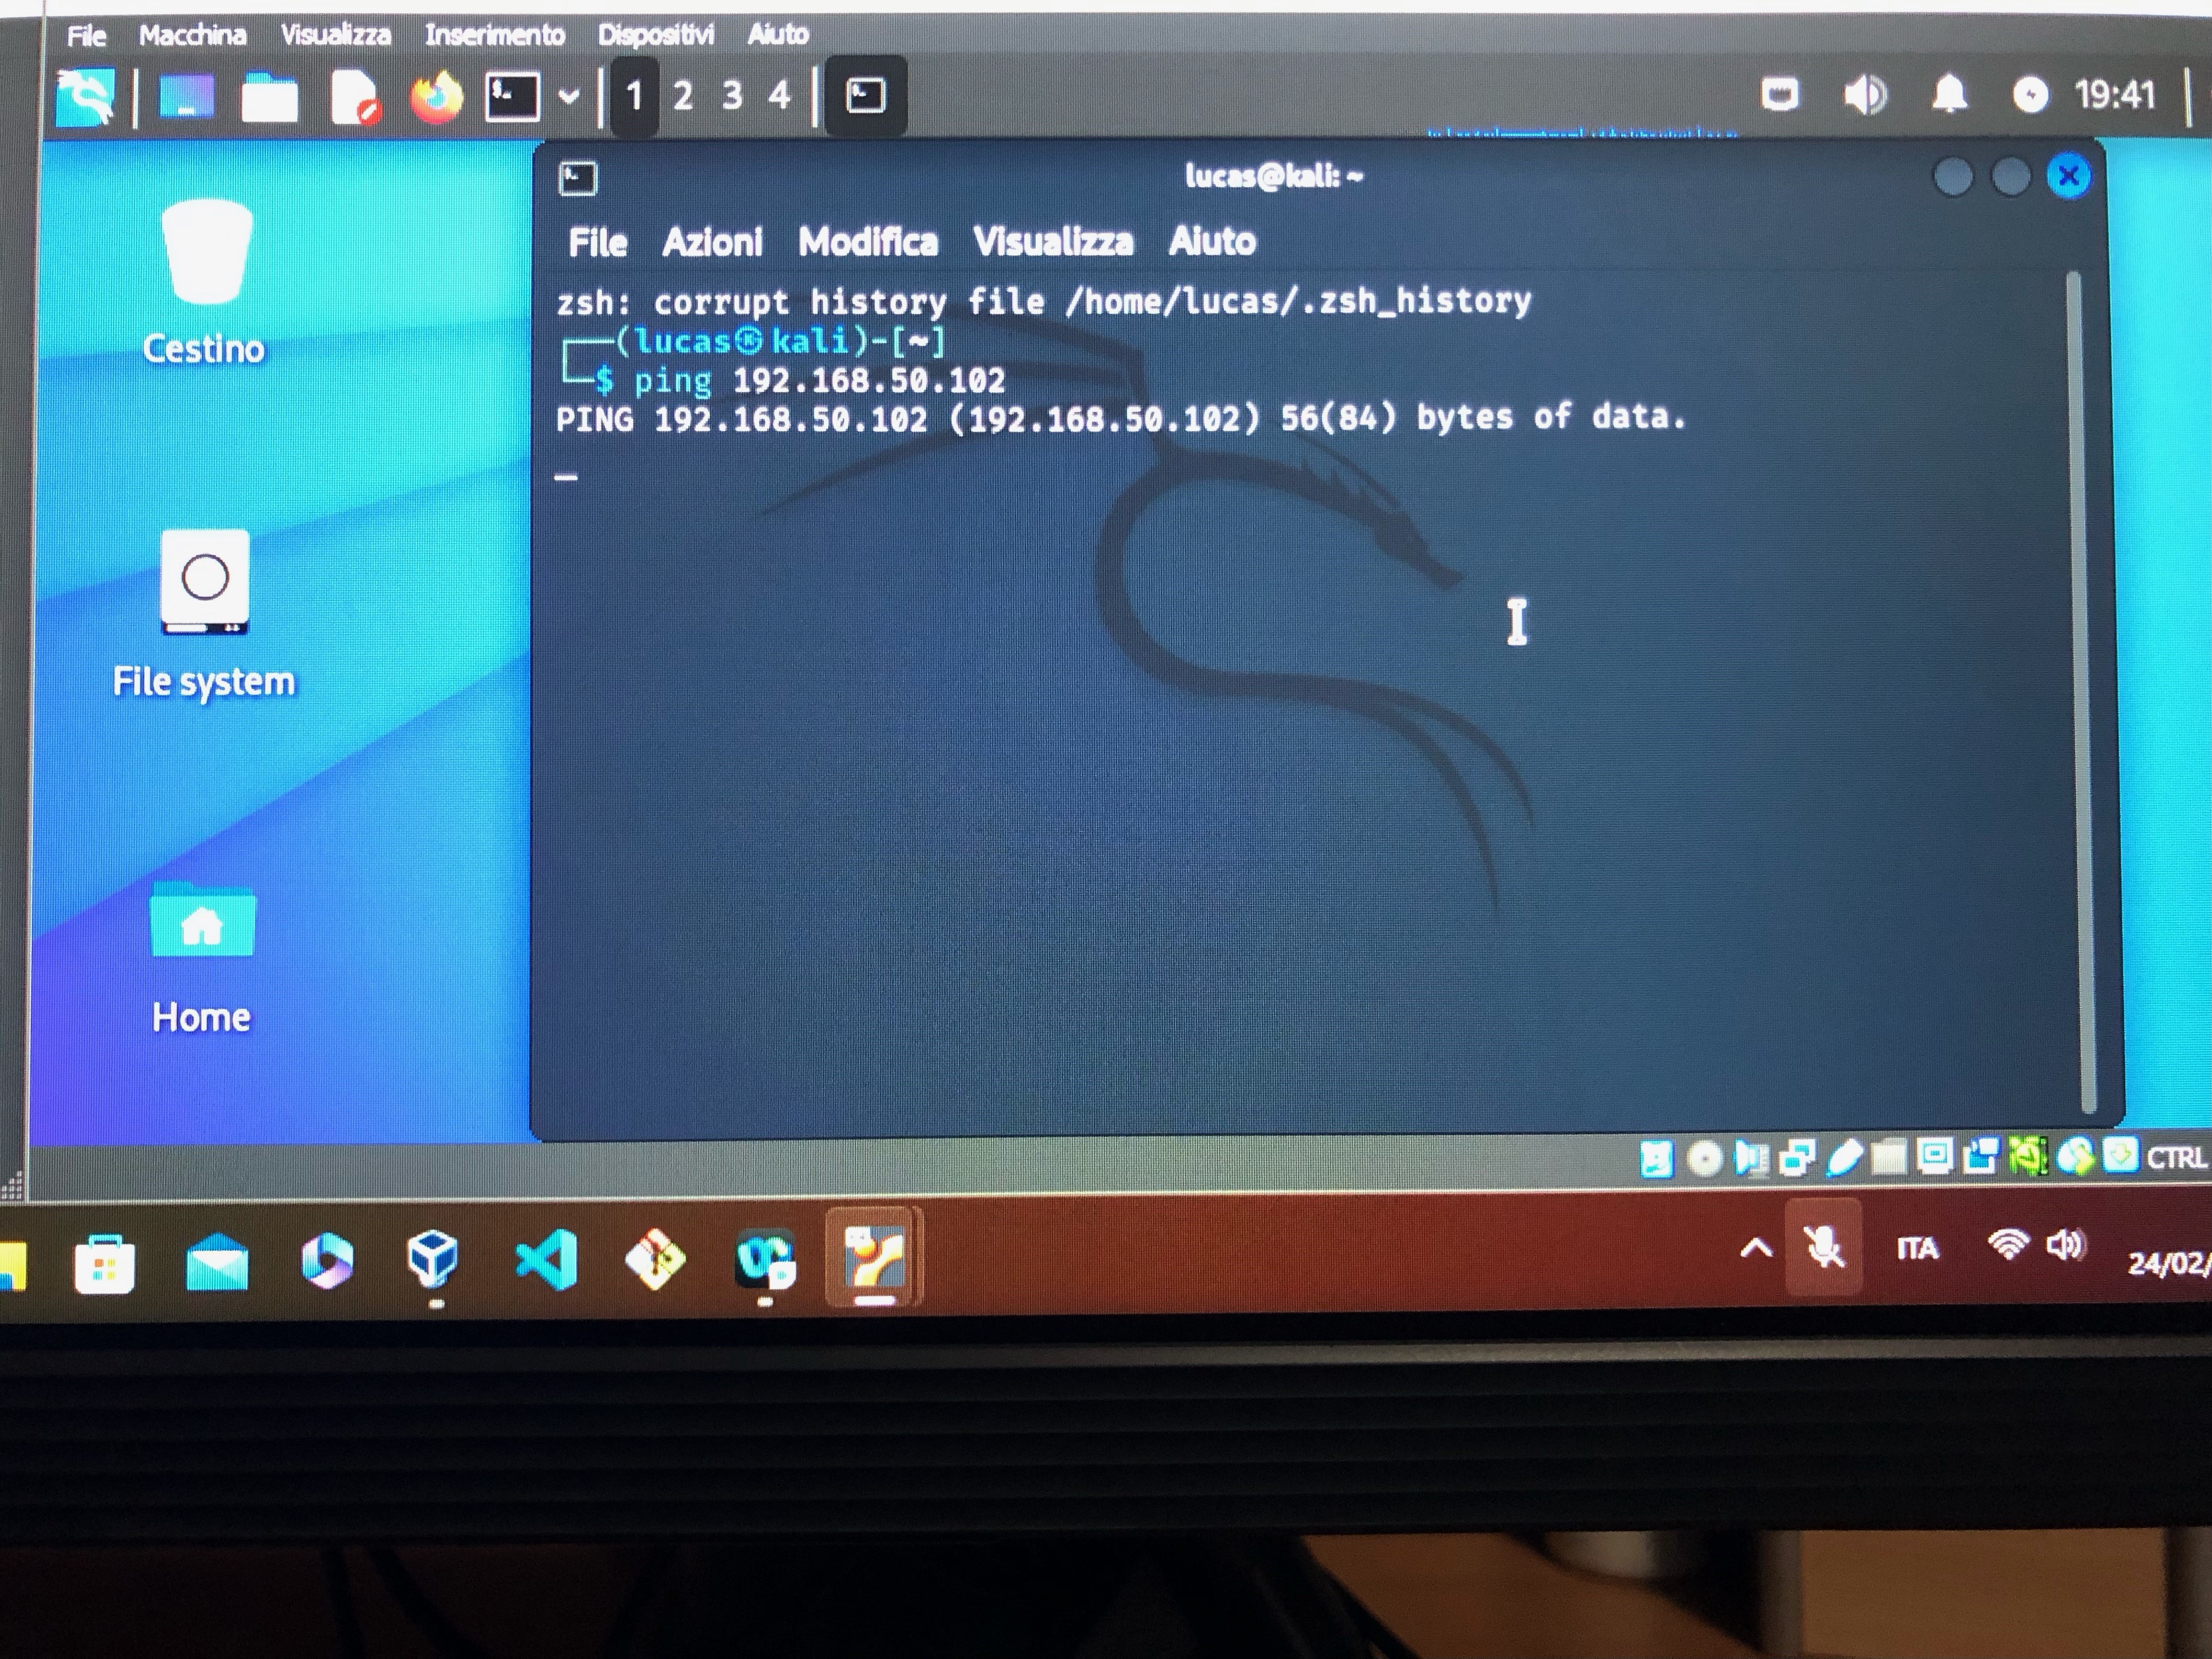 File Macchina Visualizza Inserimento Dispositivi Aiuto
1 2 3 4 19:41
lucas@kali: ~
File Azioni Modifica Visualizza Aiuto
zsh: corrupt history file /home/lucas/.zsh_history
┌──(lucas㉿kali)-[~]
└─$ ping 192.168.50.102
PING 192.168.50.102 (192.168.50.102) 56(84) bytes of data.
Cestino
File system
Home
CTRL
ITA
24/02/